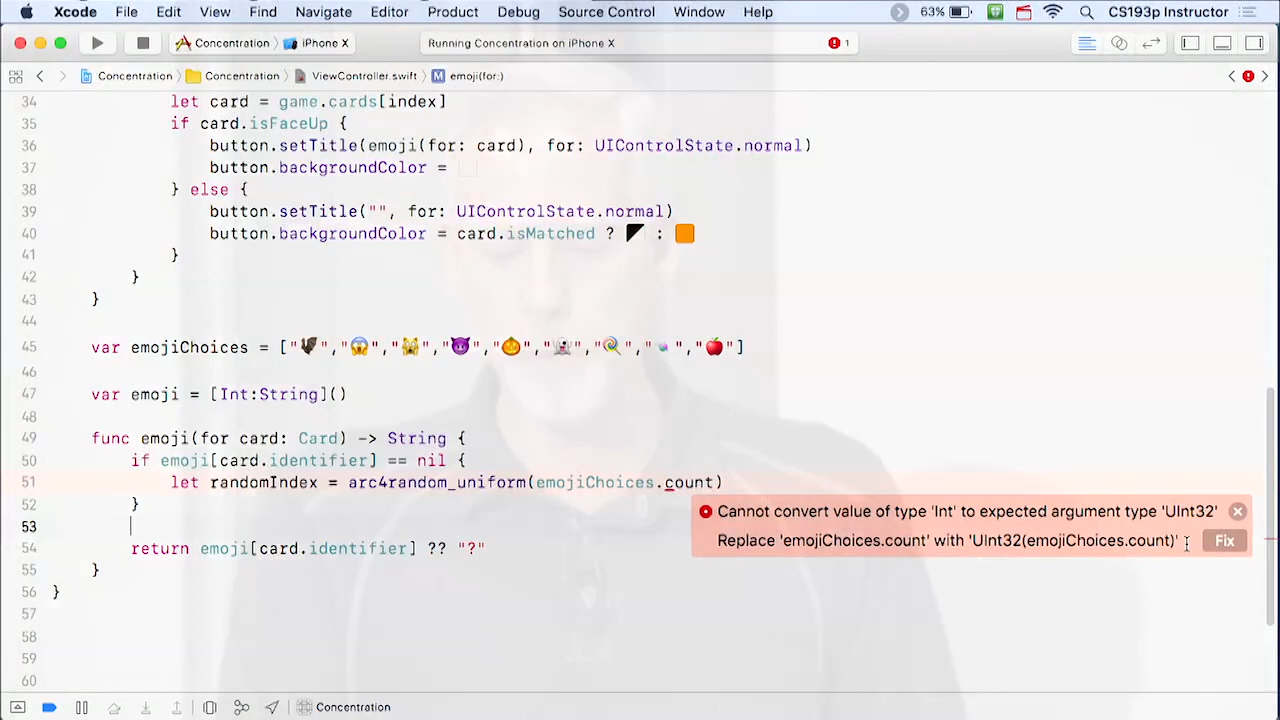 Xcode File Edit View Find Navigate Editor Product Debug Source Control Window Help 63% CS193p Instructor
Concentration iPhone X Running Concentration on iPhone X 1
Concentration Concentration ViewController.swift M emoji(for:)
34 let card = game.cards[index]
35 if card.isFaceUp {
36 button.setTitle(emoji(for: card), for: UIControlState.normal)
37 button.backgroundColor =
38 } else {
39 button.setTitle("", for: UIControlState.normal)
40 button.backgroundColor = card.isMatched ? :
41 }
42 }
43 }
44
45 var emojiChoices = ["🦇","😱","🙀","😈","🎃","👻","🍭","🍬","🍎"]
46
47 var emoji = [Int:String]()
48
49 func emoji(for card: Card) -> String {
50 if emoji[card.identifier] == nil {
51 let randomIndex = arc4random_uniform(emojiChoices.count)
52 }
Cannot convert value of type 'Int' to expected argument type 'UInt32'
53
Replace 'emojiChoices.count' with 'UInt32(emojiChoices.count)' Fix
54 return emoji[card.identifier] ?? "?"
55 }
56 }
57
58
59
60
Concentration